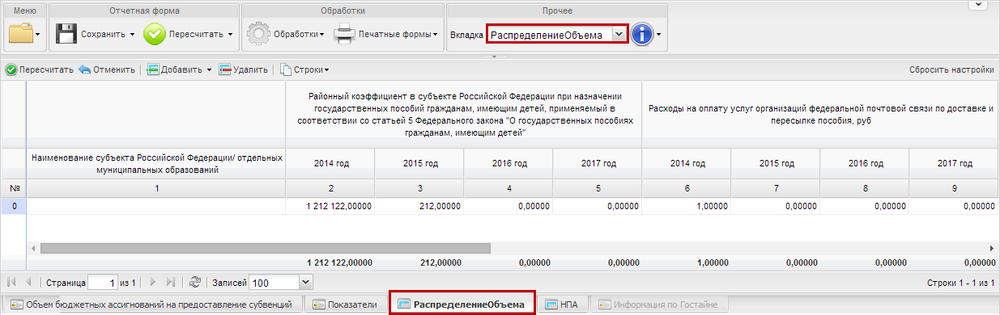 Меню
Отчетная форма
Обработки
Прочее
Сохранить
Пересчитать
Обработки
Печатные формы
Вкладка
РаспределениеОбъема
Пересчитать
Отменить
Добавить
Удалить
Строки
Сбросить настройки
Районный коэффициент в субъекте Российской Федерации при назначении
государственных пособий гражданам, имеющим детей, применяемый в
соответствии со статьей 5 Федерального закона "О государственных пособиях
гражданам, имеющим детей"
Расходы на оплату услуг организаций федеральной почтовой связи по доставке и
пересылке пособия, руб
Наименование субъекта Российской Федерации/ отдельных
муниципальных образований
2014 год
2015 год
2016 год
2017 год
2014 год
2015 год
2016 год
2017 год
№
1
2
3
4
5
6
7
8
9
0
1 212 122,00000
212,00000
0,00000
0,00000
1,00000
0,00000
0,00000
0,00000
1 212 122,00000
212,00000
0,00000
0,00000
1,00000
0,00000
0,00000
0,00000
Страница
1
из 1
Записей
100
Строки 1 - 1 из 1
Объем бюджетных ассигнований на предоставление субвенций
Показатели
РаспределениеОбъема
НПА
Информация по Гостайне